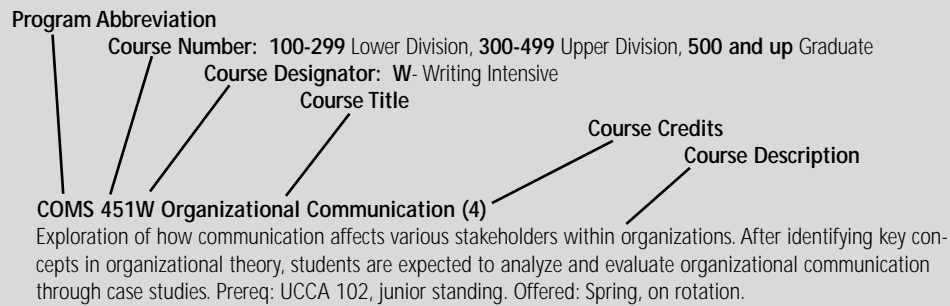 Program Abbreviation
Course Number: 100-299 Lower Division, 300-499 Upper Division, 500 and up Graduate
Course Designator: W- Writing Intensive
Course Title
Course Credits
Course Description
COMS 451W Organizational Communication (4)
Exploration of how communication affects various stakeholders within organizations. After identifying key con-
cepts in organizational theory, students are expected to analyze and evaluate organizational communication
through case studies. Prereq: UCCA 102, junior standing. Offered: Spring, on rotation.